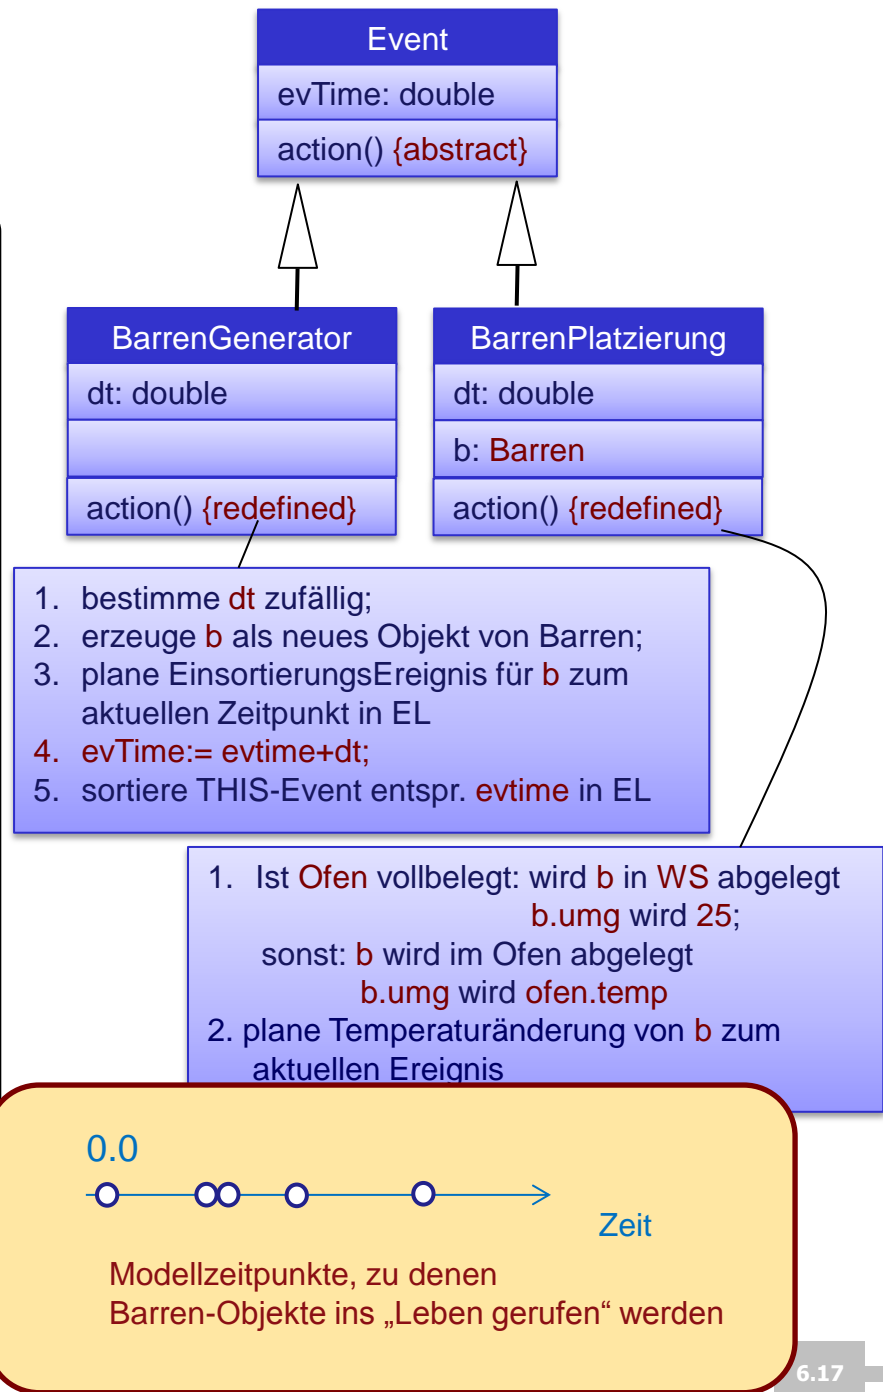 Event
evTime: double
action() {abstract}
BarrenGenerator
dt: double
action() {redefined}
BarrenPlatzierung
dt: double
b: Barren
action() {redefined}
1. bestimme dt zufällig;
2. erzeuge b als neues Objekt von Barren;
3. plane EinsortierungsEreignis für b zum
aktuellen Zeitpunkt in EL
4. evTime:= evtime+dt;
5. sortiere THIS-Event entspr. evtime in EL
1. Ist Ofen vollbelegt: wird b in WS abgelegt
b.umg wird 25;
sonst: b wird im Ofen abgelegt
b.umg wird ofen.temp
2. plane Temperaturänderung von b zum
aktuellen Ereignis
0.0
Zeit
Modellzeitpunkte, zu denen
Barren-Objekte ins „Leben gerufen“ werden
6.17